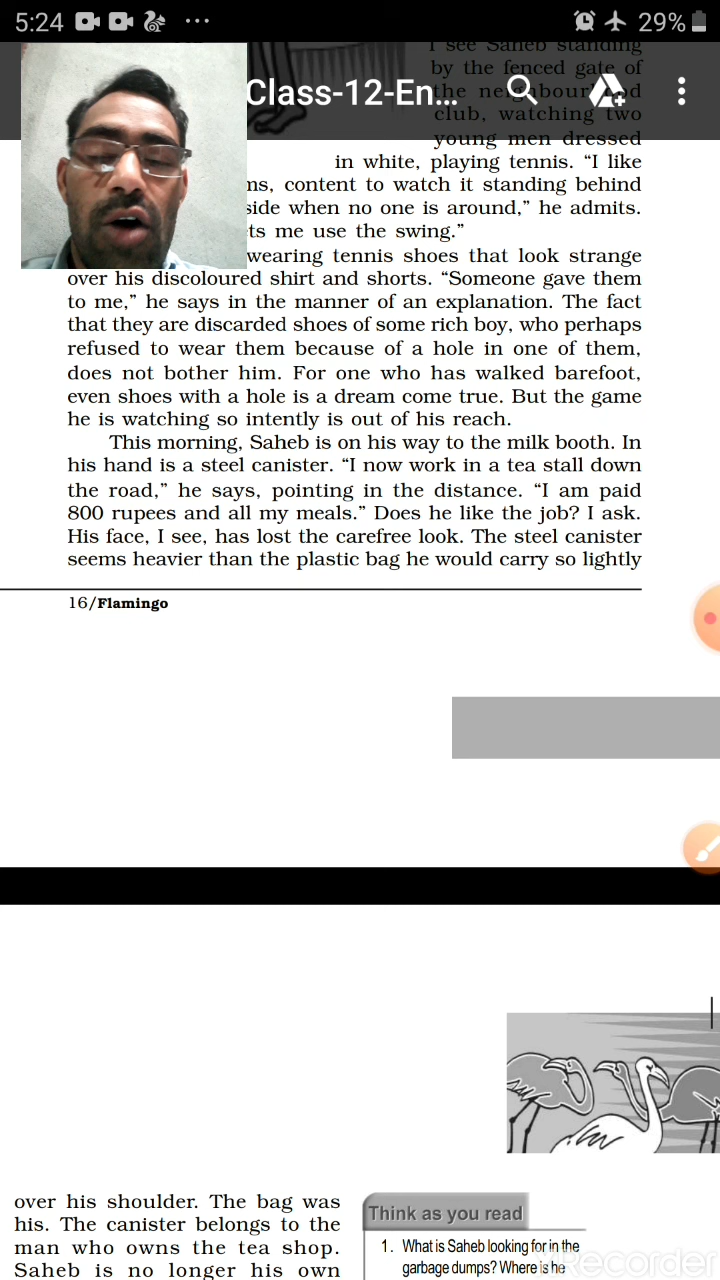 5:24
29%
Class-12-En...
I see Saheb standing
by the fenced gate of
the neighbourhood
club, watching two
young men dressed
in white, playing tennis. “I like
ms, content to watch it standing behind
side when no one is around,” he admits.
ts me use the swing.”
wearing tennis shoes that look strange
over his discoloured shirt and shorts. “Someone gave them
to me,” he says in the manner of an explanation. The fact
that they are discarded shoes of some rich boy, who perhaps
refused to wear them because of a hole in one of them,
does not bother him. For one who has walked barefoot,
even shoes with a hole is a dream come true. But the game
he is watching so intently is out of his reach.
This morning, Saheb is on his way to the milk booth. In
his hand is a steel canister. “I now work in a tea stall down
the road,” he says, pointing in the distance. “I am paid
800 rupees and all my meals.” Does he like the job? I ask.
His face, I see, has lost the carefree look. The steel canister
seems heavier than the plastic bag he would carry so lightly
16/Flamingo
over his shoulder. The bag was
his. The canister belongs to the
man who owns the tea shop.
Saheb is no longer his own
Think as you read
1. What is Saheb looking for in the
garbage dumps? Where is he
Recorder